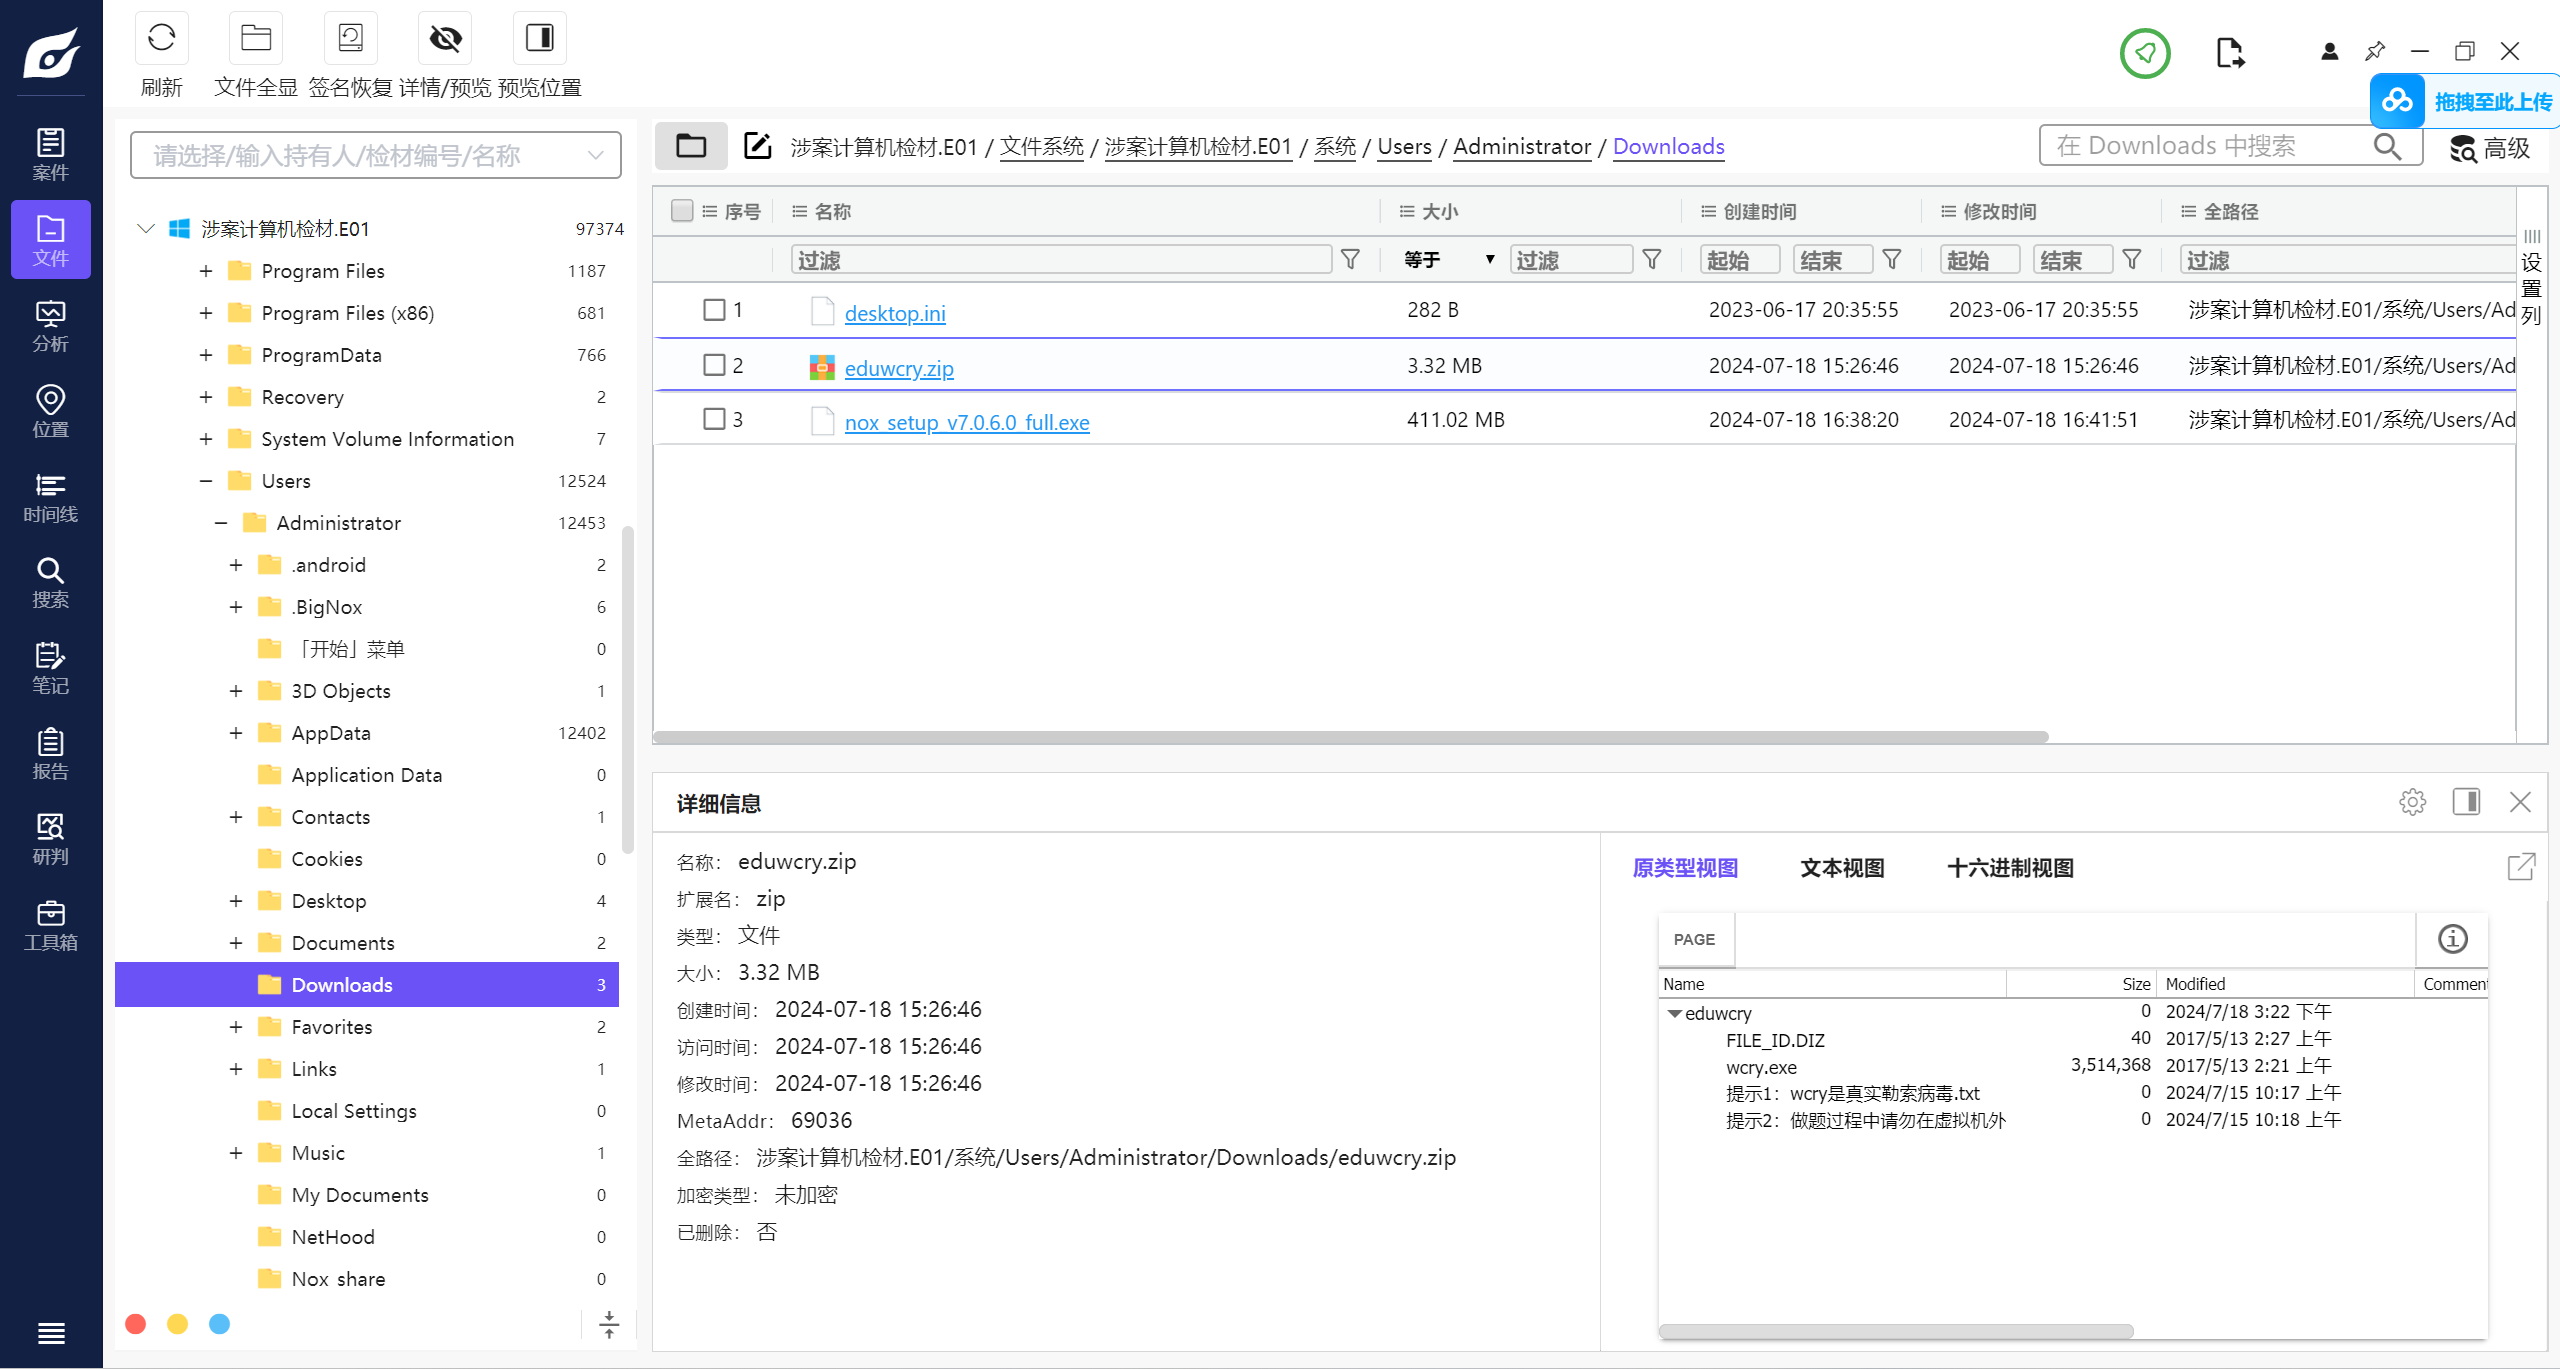 刷新 文件全显 签名恢复 详情/预览 预览位置
拖拽至此上传
案件
文件
分析
位置
时间线
搜索
笔记
报告
研判
工具箱
请选择/输入持有人/检材编号/名称
涉案计算机检材.E01 97374
Program Files 1187
Program Files (x86) 681
ProgramData 766
Recovery 2
System Volume Information 7
Users 12524
Administrator 12453
.android 2
.BigNox 6
「开始」菜单 0
3D Objects 1
AppData 12402
Application Data 0
Contacts 1
Cookies 0
Desktop 4
Documents 2
Downloads 3
Favorites 2
Links 1
Local Settings 0
Music 1
My Documents 0
NetHood 0
Nox_share 0
涉案计算机检材.E01 / 文件系统 / 涉案计算机检材.E01 / 系统 / Users / Administrator / Downloads
在 Downloads 中搜索 高级
序号 名称 大小 创建时间 修改时间 全路径
过滤 等于 过滤 起始 结束 起始 结束 过滤
1 desktop.ini 282 B 2023-06-17 20:35:55 2023-06-17 20:35:55 涉案计算机检材.E01/系统/Users/Ad
2 eduwcry.zip 3.32 MB 2024-07-18 15:26:46 2024-07-18 15:26:46 涉案计算机检材.E01/系统/Users/Ad
3 nox_setup_v7.0.6.0_full.exe 411.02 MB 2024-07-18 16:38:20 2024-07-18 16:41:51 涉案计算机检材.E01/系统/Users/Ad
设置列
详细信息
名称： eduwcry.zip
扩展名： zip
类型： 文件
大小： 3.32 MB
创建时间： 2024-07-18 15:26:46
访问时间： 2024-07-18 15:26:46
修改时间： 2024-07-18 15:26:46
MetaAddr： 69036
全路径： 涉案计算机检材.E01/系统/Users/Administrator/Downloads/eduwcry.zip
加密类型： 未加密
已删除： 否
原类型视图 文本视图 十六进制视图
PAGE
Name Size Modified Comment
eduwcry 0 2024/7/18 3:22 下午
FILE_ID.DIZ 40 2017/5/13 2:27 上午
wcry.exe 3,514,368 2017/5/13 2:21 上午
提示1：wcry是真实勒索病毒.txt 0 2024/7/15 10:17 上午
提示2：做题过程中请勿在虚拟机外 0 2024/7/15 10:18 上午